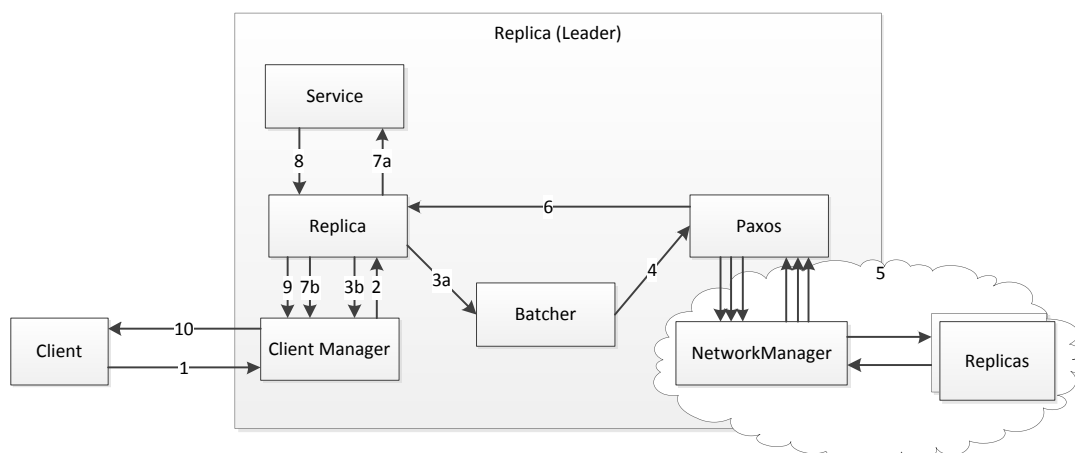 Replica (Leader)
Service
8
7a
Replica
6
Paxos
9
7b
3b
2
3a
4
5
Batcher
Client
10
1
Client Manager
NetworkManager
Replicas